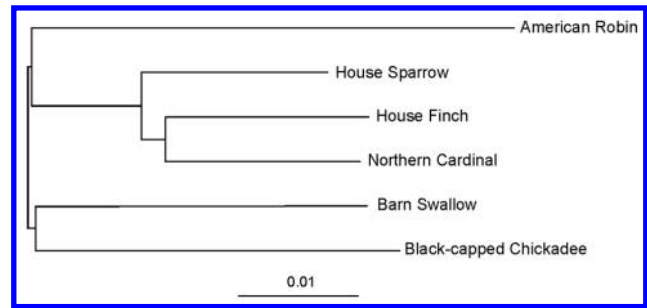 American Robin
House Sparrow
House Finch
Northern Cardinal
Barn Swallow
Black-capped Chickadee
0.01